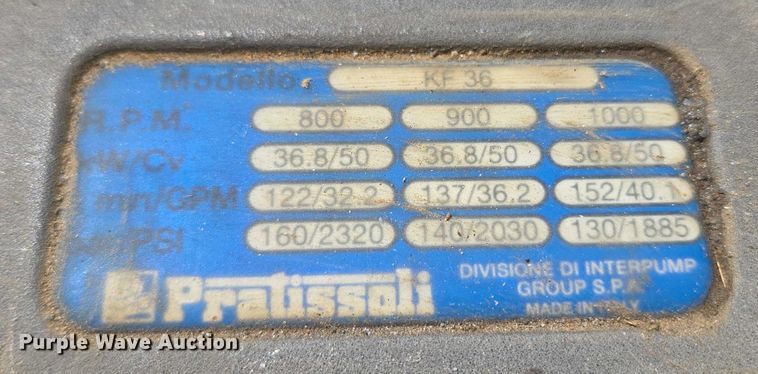 Modello KF 36
R.P.M. 800 900 1000
kW/Cv 36.8/50 36.8/50 36.8/50
min/GPM 122/32.2 137/36.2 152/40.1
/PSI 160/2320 140/2030 130/1885
Pratissoli
DIVISIONE DI INTERPUMP
GROUP S.P.A.
MADE IN ITALY
Purple Wave Auction